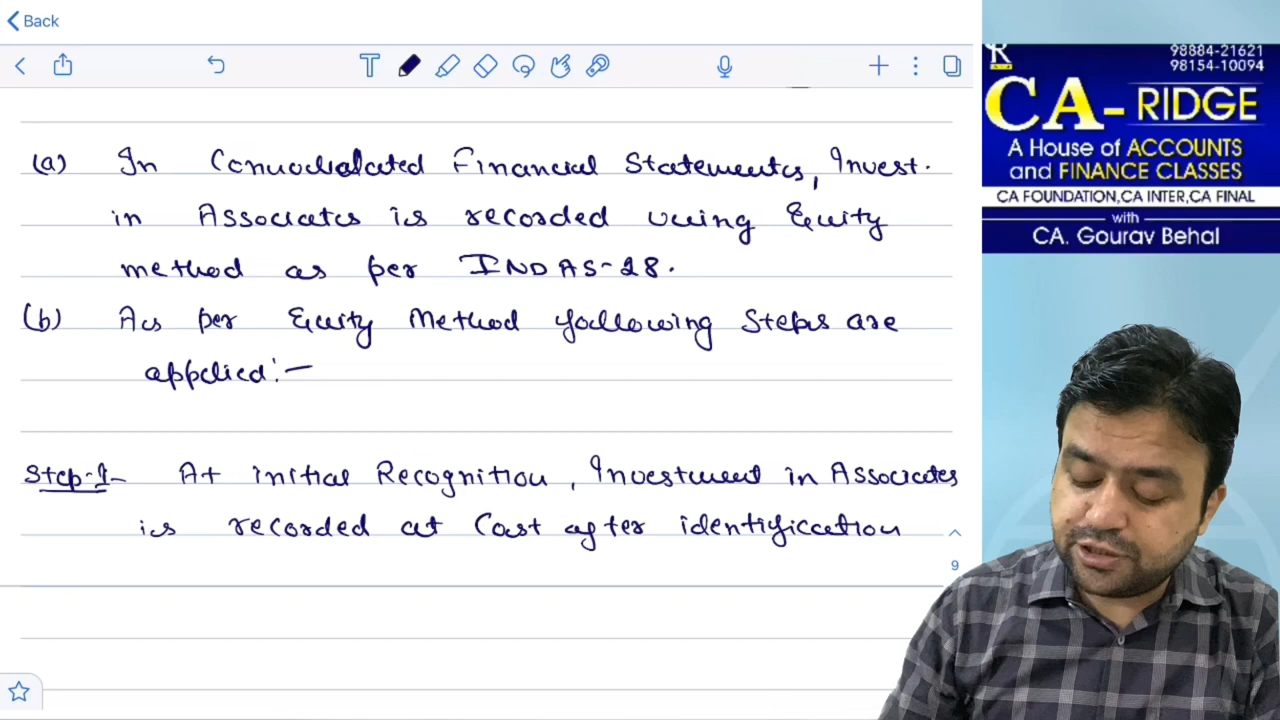 Back
98884-21621
98154-10094
CA-RIDGE
A House of ACCOUNTS
and FINANCE CLASSES
CA FOUNDATION,CA INTER,CA FINAL
with
CA. Gourav Behal
(a) In Consolidated Financial Statements, Invest.
in Associates is recorded using Equity
method as per INDAS-28.
(b) As per Equity Method following Steps are
applied:-
Step-1- At initial Recognition, Investment in Associates
is recorded at Cost after identification
9